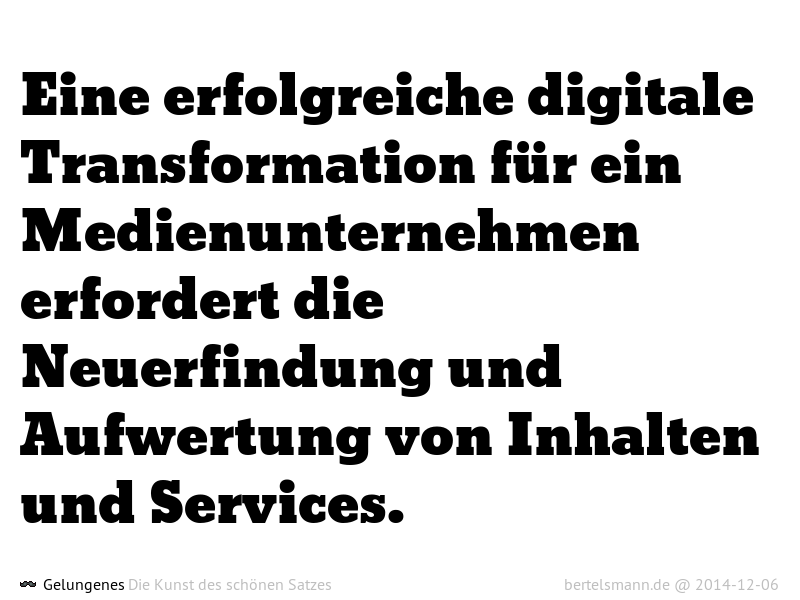 Eine erfolgreiche digitale
Transformation für ein
Medienunternehmen
erfordert die
Neuerfindung und
Aufwertung von Inhalten
und Services.
Gelungenes Die Kunst des schönen Satzes
bertelsmann.de @ 2014-12-06